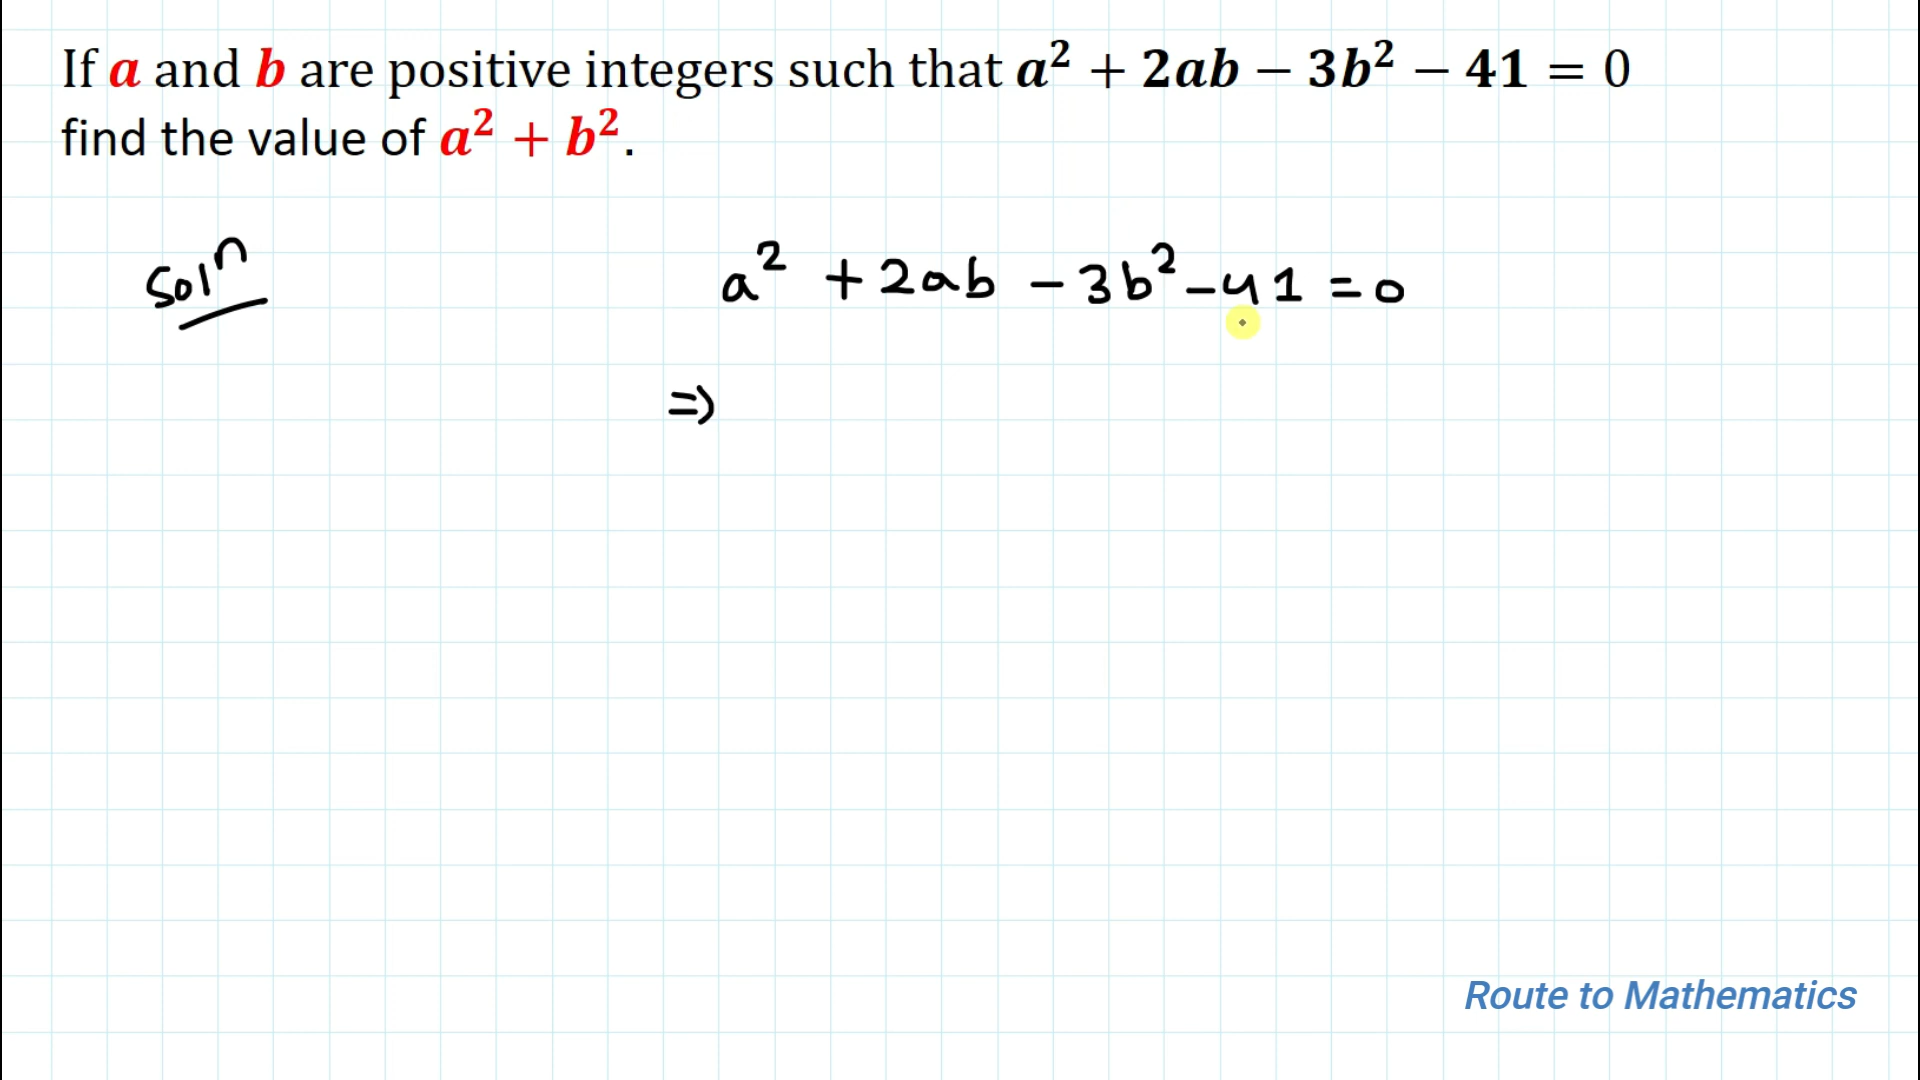 If a and b are positive integers such that a² + 2ab − 3b² − 41 = 0
find the value of a² + b².
Solⁿ
a² + 2ab − 3b² − 41 = 0
⇒
Route to Mathematics